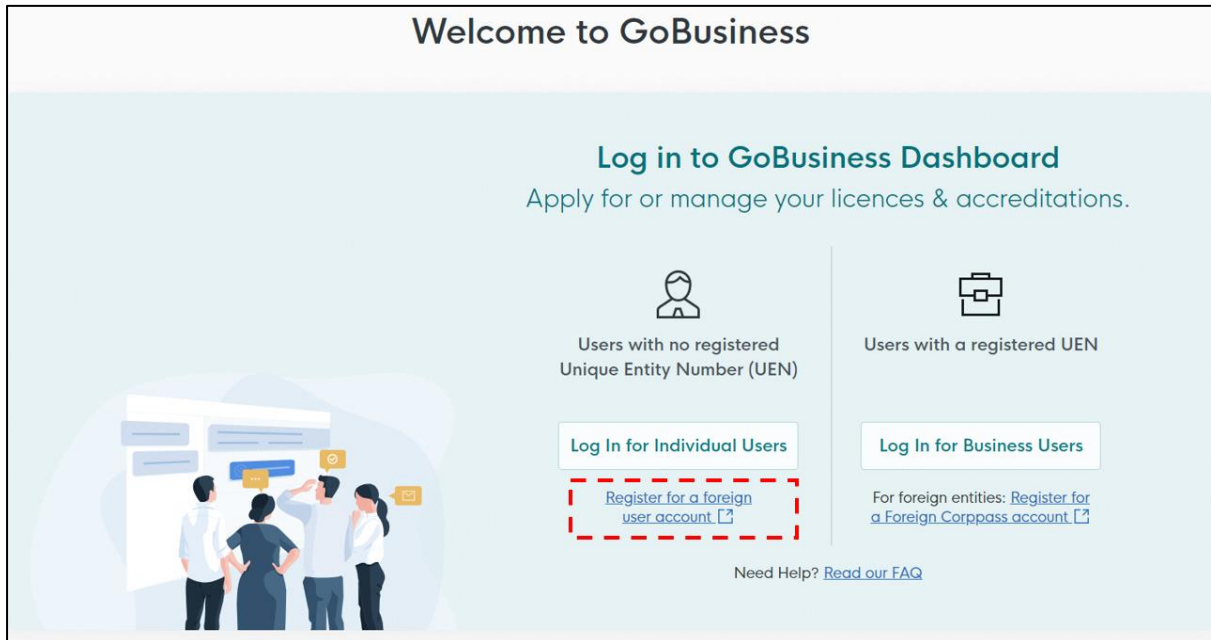 Welcome to GoBusiness
Log in to GoBusiness Dashboard
Apply for or manage your licences & accreditations.
Users with no registered
Unique Entity Number (UEN)
Log In for Individual Users
Register for a foreign
user account
Users with a registered UEN
Log In for Business Users
For foreign entities: Register for
a Foreign Corppass account
Need Help? Read our FAQ